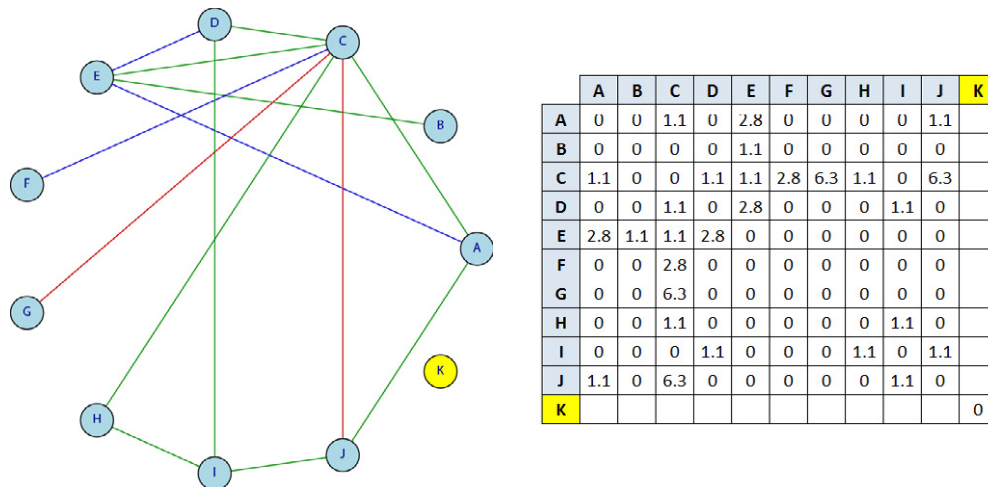 D
C
E
B
F
A
G
K
H
J
I
A B C D E F G H I J K
A 0 0 1.1 0 2.8 0 0 0 0 1.1
B 0 0 0 0 1.1 0 0 0 0 0
C 1.1 0 0 1.1 1.1 2.8 6.3 1.1 0 6.3
D 0 0 1.1 0 2.8 0 0 0 1.1 0
E 2.8 1.1 1.1 2.8 0 0 0 0 0 0
F 0 0 2.8 0 0 0 0 0 0 0
G 0 0 6.3 0 0 0 0 0 0 0
H 0 0 1.1 0 0 0 0 0 1.1 0
I 0 0 0 1.1 0 0 0 1.1 0 1.1
J 1.1 0 6.3 0 0 0 0 0 1.1 0
K 0